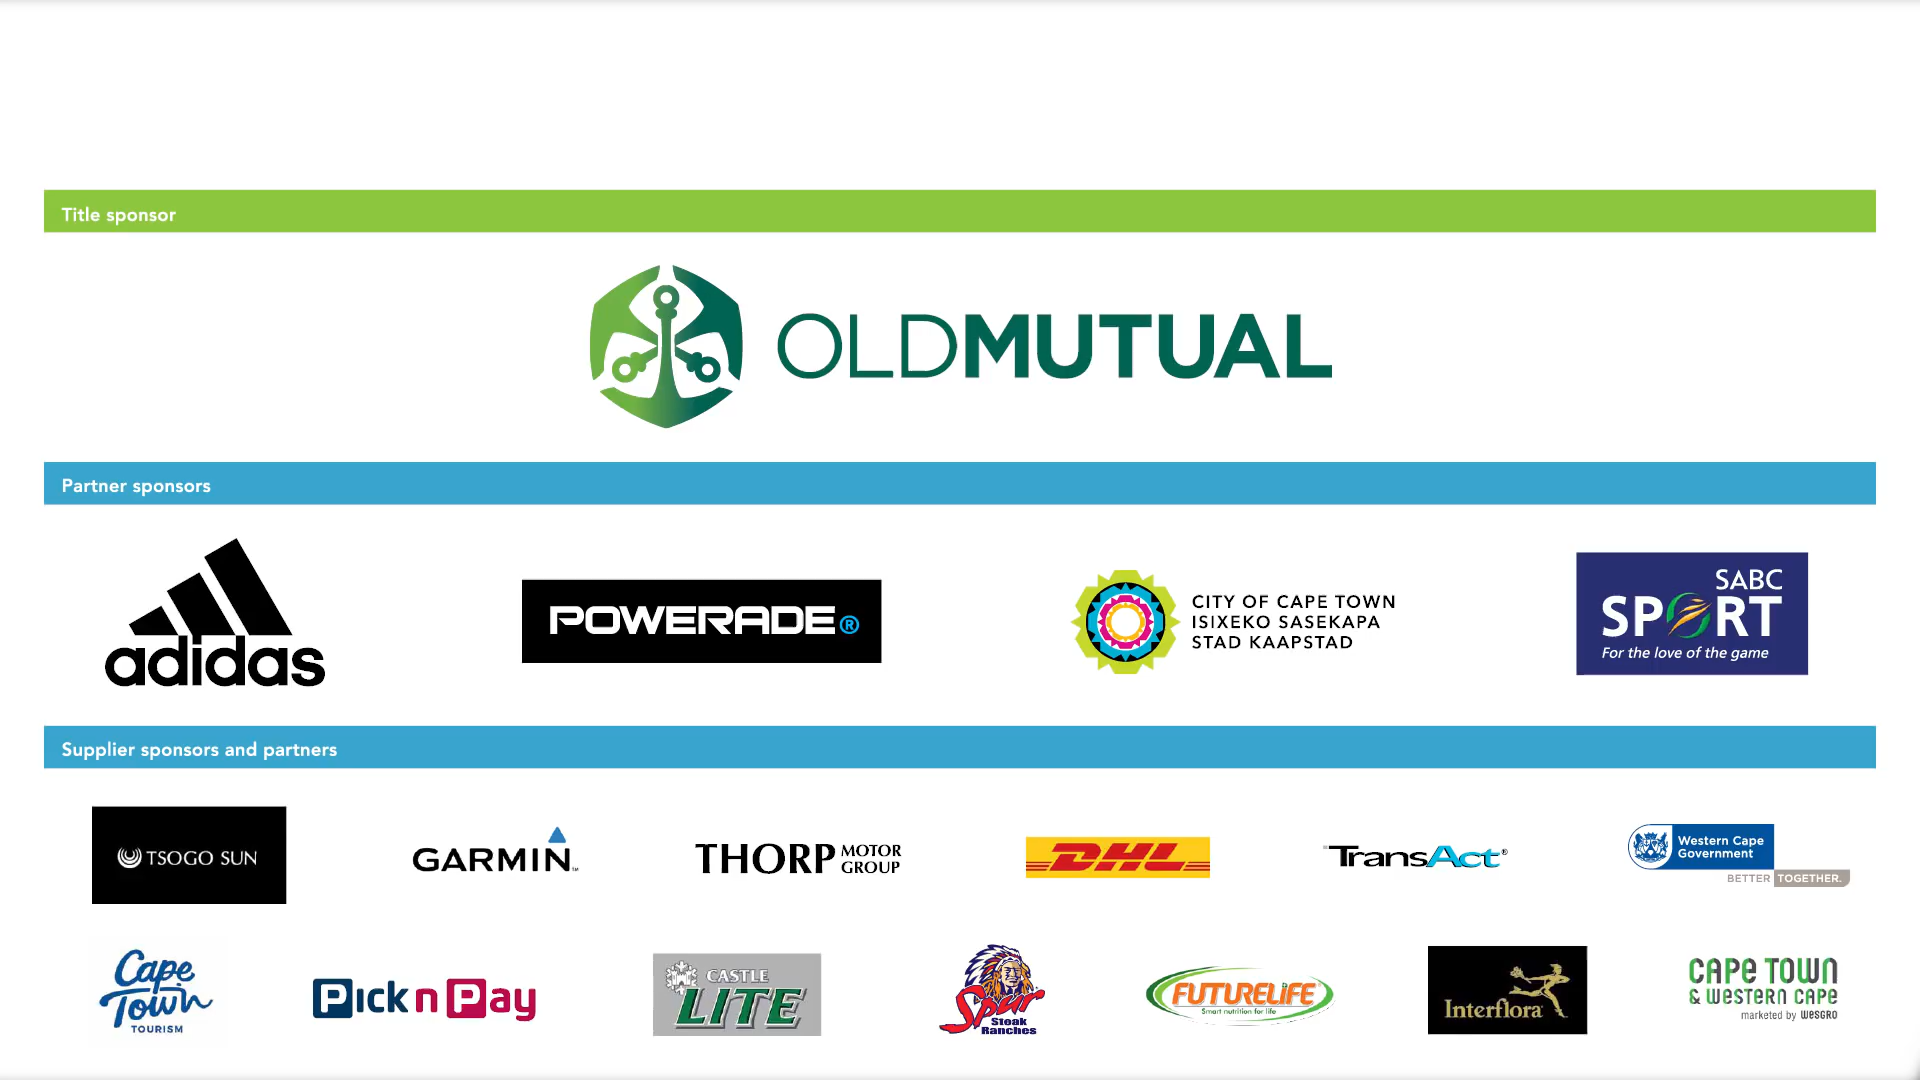 Title sponsor
OLDMUTUAL
Partner sponsors
adidas
POWERADE®
CITY OF CAPE TOWN
ISIXEKO SASEKAPA
STAD KAAPSTAD
SABC
SPORT
For the love of the game
Supplier sponsors and partners
TSOGO SUN
GARMIN™
THORP MOTOR GROUP
DHL
TransAct®
Western Cape
Government
BETTER TOGETHER.
Cape
Town
TOURISM
Pick n Pay
CASTLE
LITE
Spur
Steak
Ranches
FUTURELIFE®
Smart nutrition for life
Interflora
CAPE TOWN
& WESTERN CAPE
marketed by WESGRO